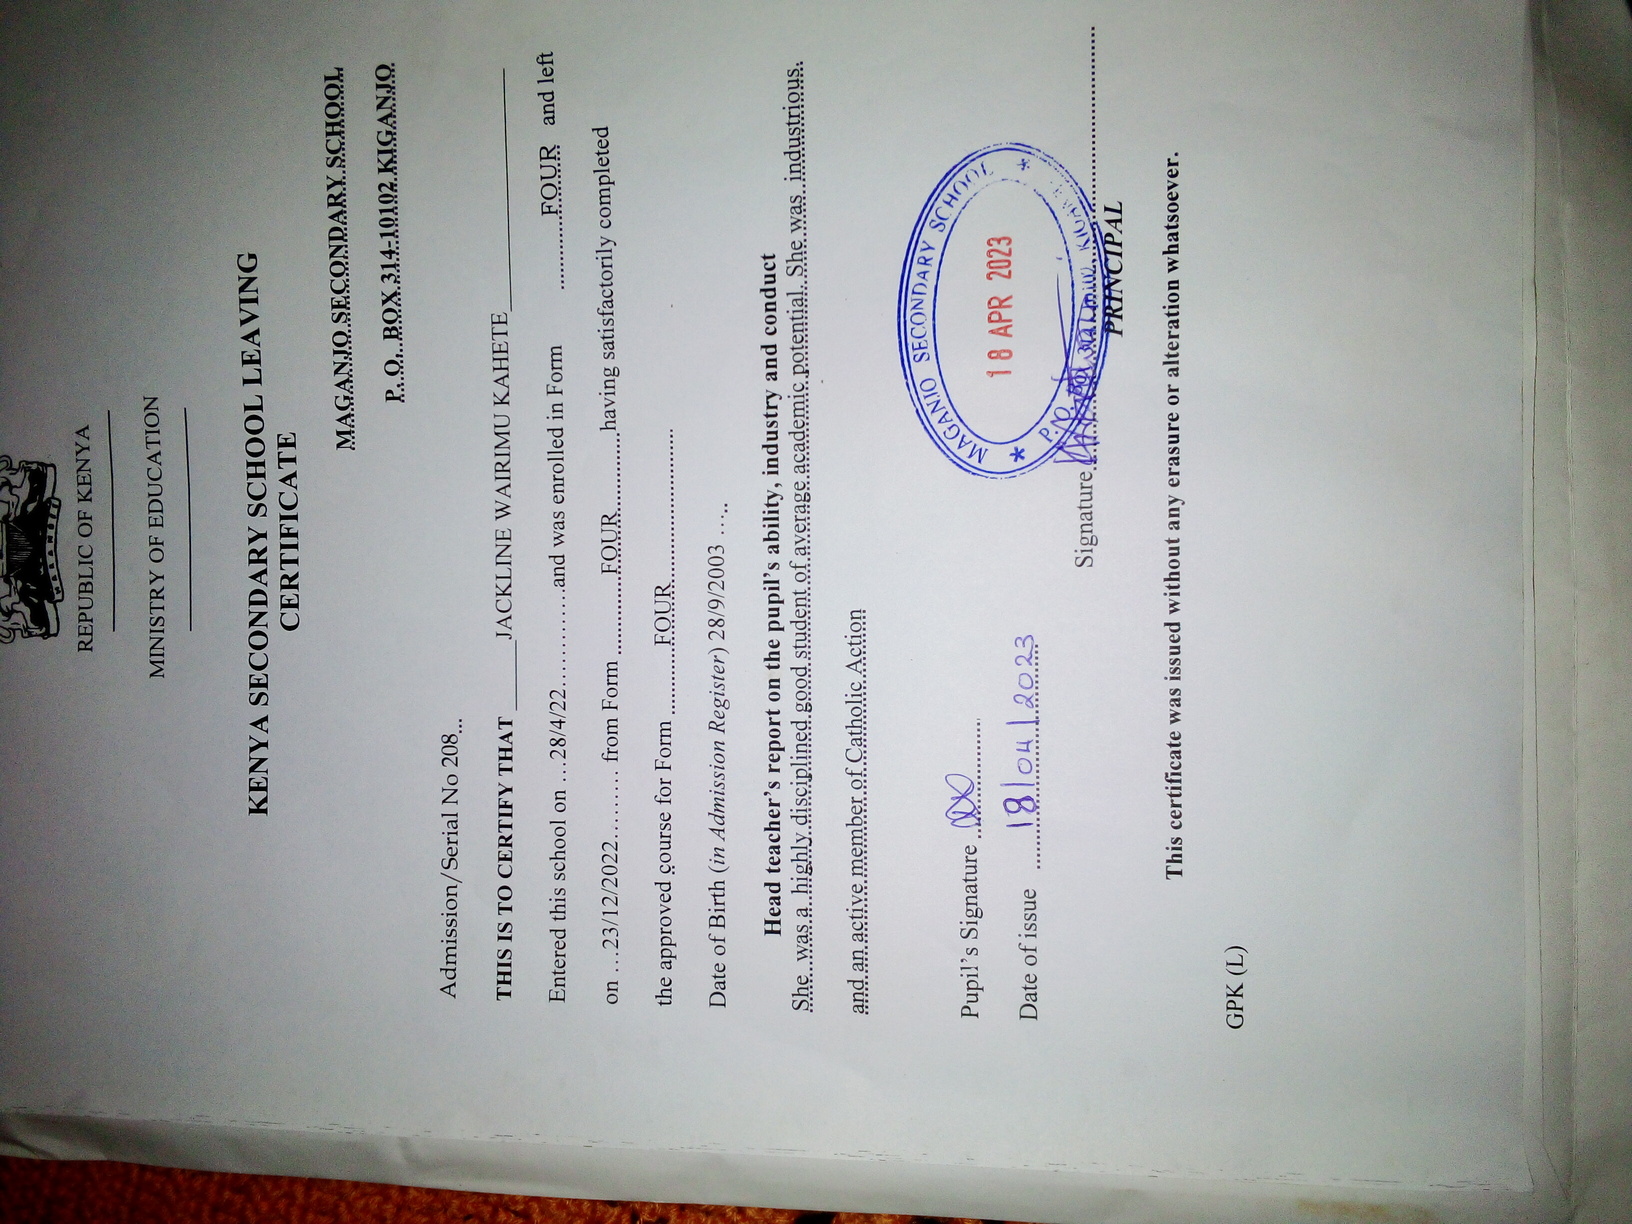 HARAMBEE
REPUBLIC OF KENYA
MINISTRY OF EDUCATION
KENYA SECONDARY SCHOOL LEAVING
CERTIFICATE
MAGANJO SECONDARY SCHOOL
P. O. BOX 314-10102 KIGANJO
Admission/Serial No 208...
THIS IS TO CERTIFY THAT ______JACKLINE WAIRIMU KAHETE____________________
Entered this school on ...28/4/22.............and was enrolled in Form ............FOUR and left
on ...23/12/2022......... from Form .............FOUR.............having satisfactorily completed
the approved course for Form ...........FOUR..........................
Date of Birth (in Admission Register) 28/9/2003 .....
Head teacher's report on the pupil's ability, industry and conduct
She was a highly disciplined good student of average academic potential. She was industrious.
and an active member of Catholic Action
Pupil's Signature ....................
Date of issue 18/04/2023
MAGANJO SECONDARY SCHOOL
18 APR 2023
* P. O. BOX 314-10102, KIGANJO *
Signature..............................
PRINCIPAL
This certificate was issued without any erasure or alteration whatsoever.
GPK (L)